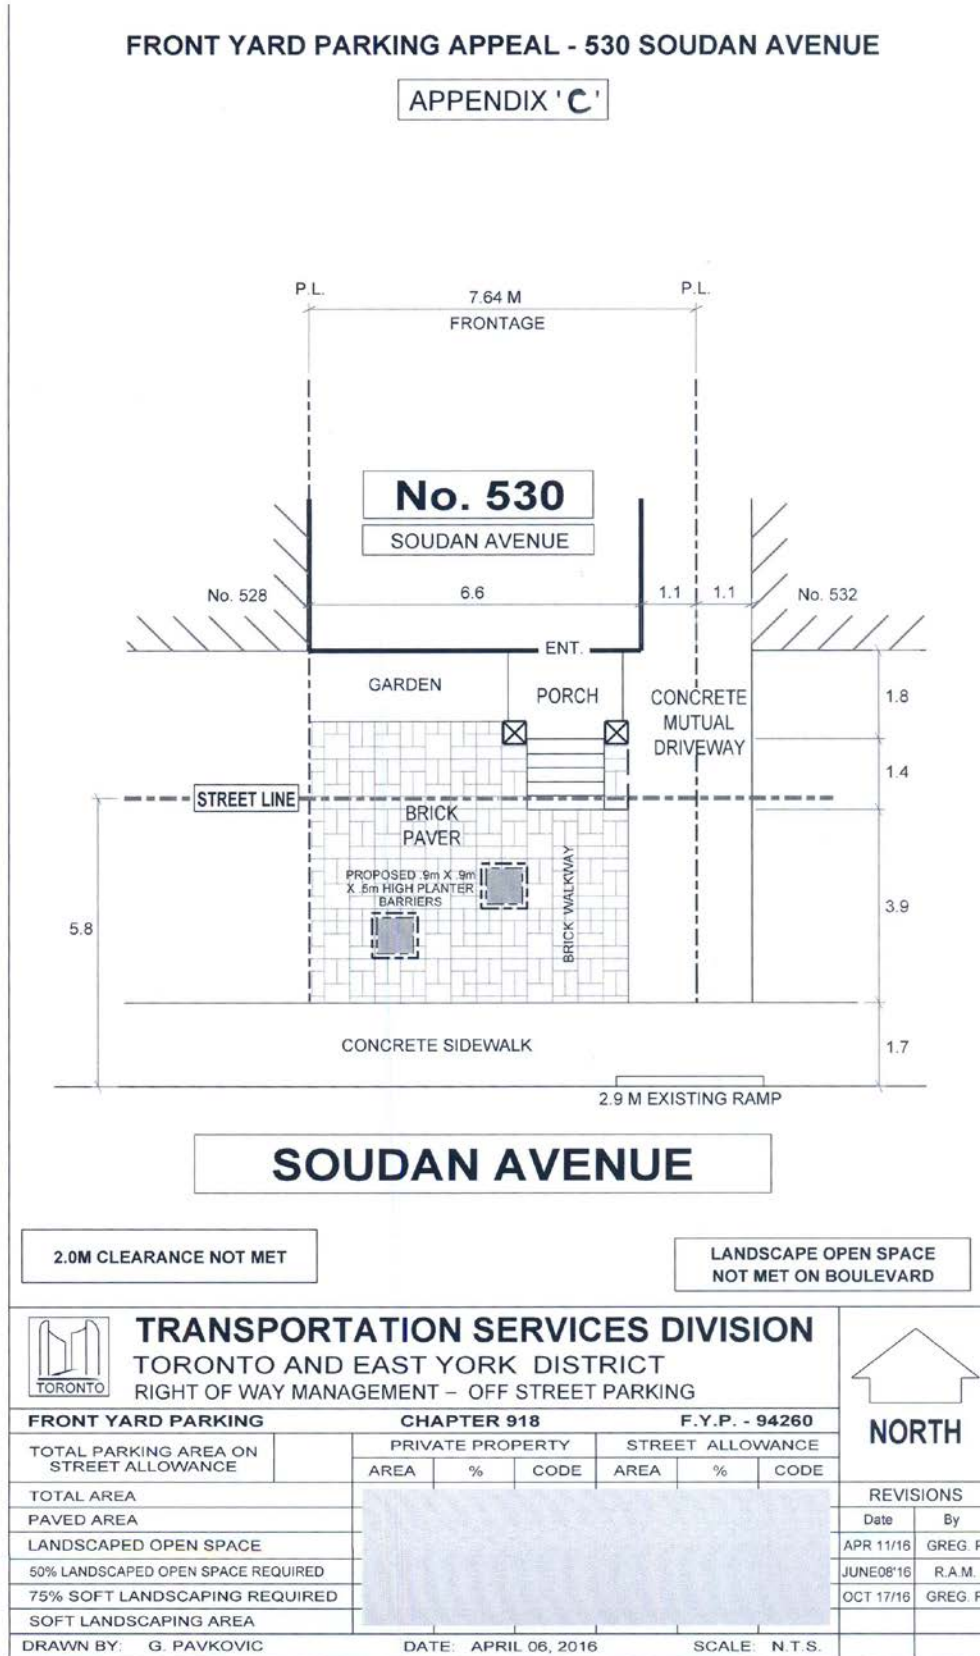 FRONT YARD PARKING APPEAL - 530 SOUDAN AVENUE
APPENDIX 'C'
P.L.
7.64 M
P.L.
FRONTAGE
No. 530
SOUDAN AVENUE
No. 528
6.6
1.1
1.1
No. 532
ENT.
GARDEN
PORCH
CONCRETE
MUTUAL
DRIVEWAY
1.8
1.4
STREET LINE
BRICK
PAVER
PROPOSED .9m X .9m
X .5m HIGH PLANTER
BARRIERS
BRICK WALKWAY
3.9
5.8
CONCRETE SIDEWALK
1.7
2.9 M EXISTING RAMP
SOUDAN AVENUE
2.0M CLEARANCE NOT MET
LANDSCAPE OPEN SPACE
NOT MET ON BOULEVARD
TORONTO
TRANSPORTATION SERVICES DIVISION
TORONTO AND EAST YORK DISTRICT
RIGHT OF WAY MANAGEMENT – OFF STREET PARKING
NORTH
FRONT YARD PARKING CHAPTER 918 F.Y.P. - 94260
TOTAL PARKING AREA ON
STREET ALLOWANCE
PRIVATE PROPERTY STREET ALLOWANCE
AREA % CODE AREA % CODE
TOTAL AREA
PAVED AREA
LANDSCAPED OPEN SPACE
50% LANDSCAPED OPEN SPACE REQUIRED
75% SOFT LANDSCAPING REQUIRED
SOFT LANDSCAPING AREA
REVISIONS
Date By
APR 11/16 GREG. P
JUNE08'16 R.A.M.
OCT 17/16 GREG. P
DRAWN BY: G. PAVKOVIC DATE: APRIL 06, 2016 SCALE: N.T.S.